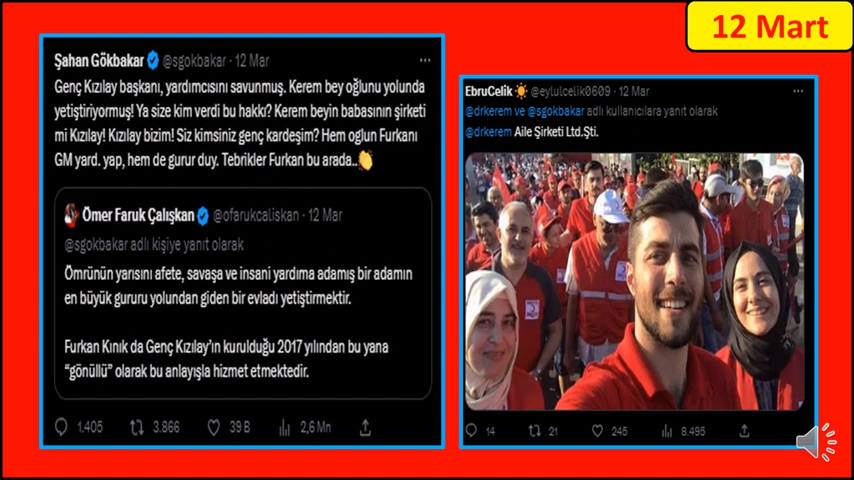 12 Mart
Şahan Gökbakar @sgokbakar · 12 Mar
Genç Kızılay başkanı, yardımcısını savunmuş. Kerem bey oğlunu yolunda
yetiştiriyormuş! Ya size kim verdi bu hakkı? Kerem beyin babasının şirketi
mi Kızılay! Kızılay bizim! Siz kimsiniz genç kardeşim? Hem oglun Furkanı
GM yard. yap, hem de gurur duy. Tebrikler Furkan bu arada..👏
Ömer Faruk Çalışkan @ofarukcaliskan · 12 Mar
@sgokbakar adlı kişiye yanıt olarak
Ömrünün yarısını afete, savaşa ve insani yardıma adamış bir adamın
en büyük gururu yolundan giden bir evladı yetiştirmektir.
Furkan Kınık da Genç Kızılay'ın kurulduğu 2017 yılından bu yana
"gönüllü" olarak bu anlayışla hizmet etmektedir.
1.405 3.866 39 B 2,6 Mn
EbruCelik ☀️ @eylulcelik0609 · 12 Mar
@drkerem ve @sgokbakar adlı kullanıcılara yanıt olarak
@drkerem Aile Şirketi Ltd.Şti.
14 21 245 8.495